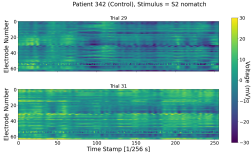 Patient 342 (Control), Stimulus = S2 nomatch
Trial 29
Electrode Number
0
20
40
60
Trial 31
Electrode Number
0
20
40
60
0 50 100 150 200 250
Time Stamp [1/256 s]
30
20
10
0
−10
−20
−30
Voltage (mV)